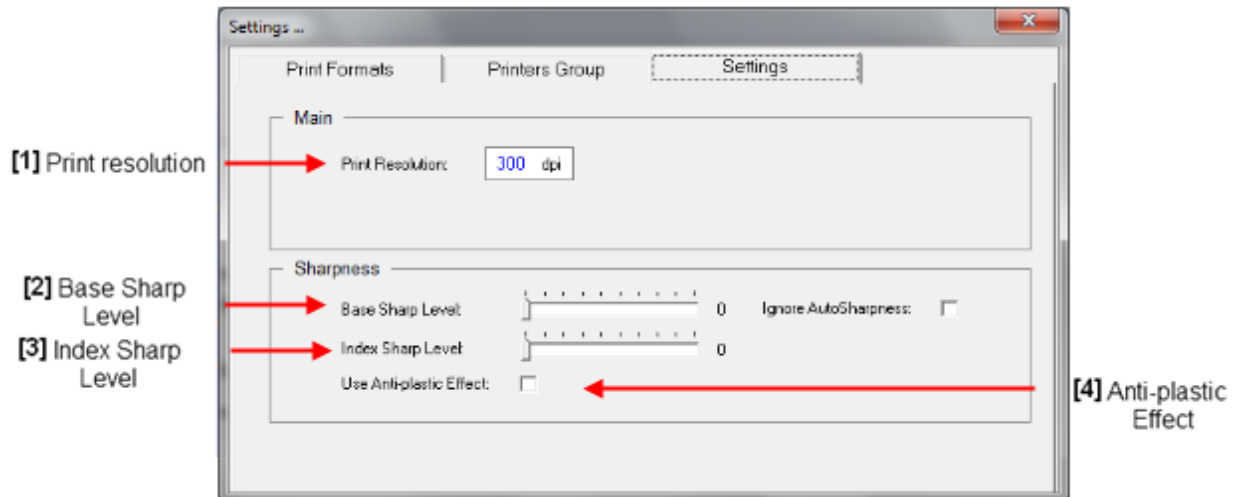 Settings ...
Print Formats Printers Group Settings
Main
[1] Print resolution
Print Resolution: 300 dpi
Sharpness
[2] Base Sharp
Level
Base Sharp Level: 0 Ignore AutoSharpness:
[3] Index Sharp
Level
Index Sharp Level: 0
Use Anti-plastic Effect:
[4] Anti-plastic
Effect